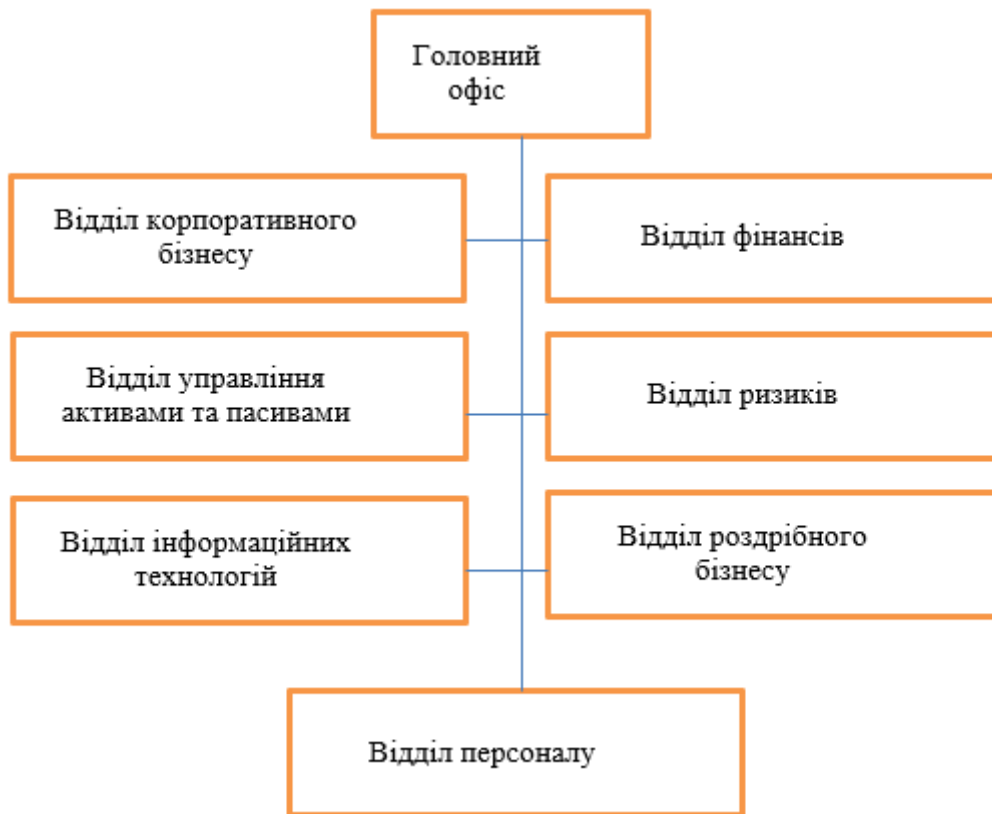 Головний
офіс
Відділ корпоративного
бізнесу
Відділ фінансів
Відділ управління
активами та пасивами
Відділ ризиків
Відділ інформаційних
технологій
Відділ роздрібного
бізнесу
Відділ персоналу